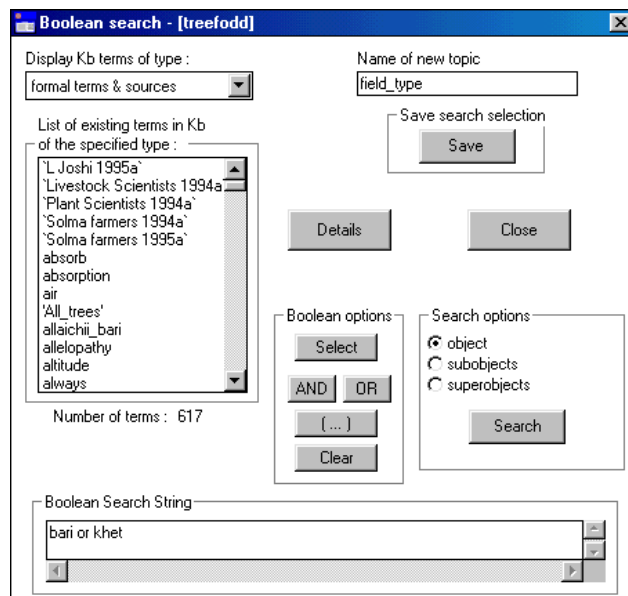 Boolean search - [treefodd]
Display Kb terms of type :
formal terms & sources
Name of new topic
field_type
Save search selection
Save
List of existing terms in Kb
of the specified type :
`L Joshi 1995a`
`Livestock Scientists 1994a
`Plant Scientists 1994a`
`Solma farmers 1994a`
`Solma farmers 1995a`
absorb
absorption
air
'All_trees'
allaichii_bari
allelopathy
altitude
always
Number of terms : 617
Details
Close
Boolean options
Select
AND OR
( ... )
Clear
Search options
object
subobjects
superobjects
Search
Boolean Search String
bari or khet